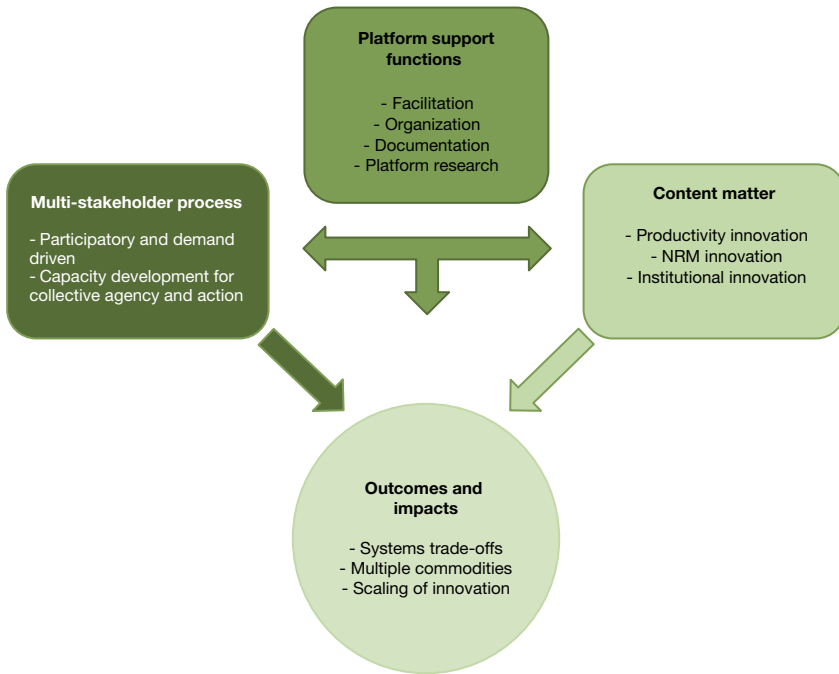 Platform support
functions
- Facilitation
- Organization
- Documentation
- Platform research
Multi-stakeholder process
- Participatory and demand
driven
- Capacity development for
collective agency and action
Content matter
- Productivity innovation
- NRM innovation
- Institutional innovation
Outcomes and
impacts
- Systems trade-offs
- Multiple commodities
- Scaling of innovation